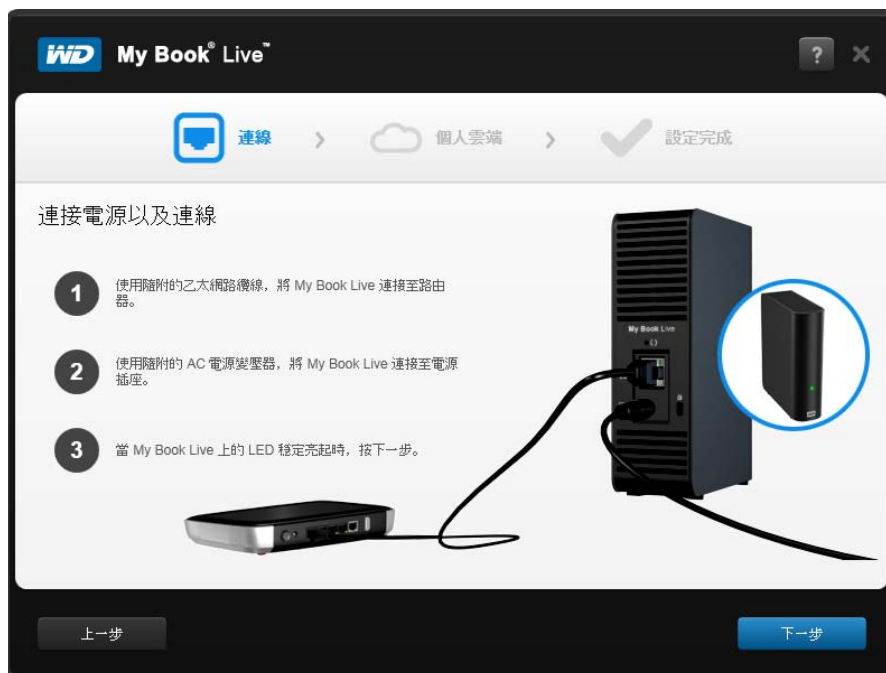 WD My Book® Live™ ?
連線 > 個人雲端 > 設定完成
連接電源以及連線
1 使用隨附的乙太網路纜線，將 My Book Live 連接至路由
器。
2 使用隨附的 AC 電源變壓器，將 My Book Live 連接至電源
插座。
3 當 My Book Live 上的 LED 穩定亮起時，按下一步。
My Book Live
上一步
下一步